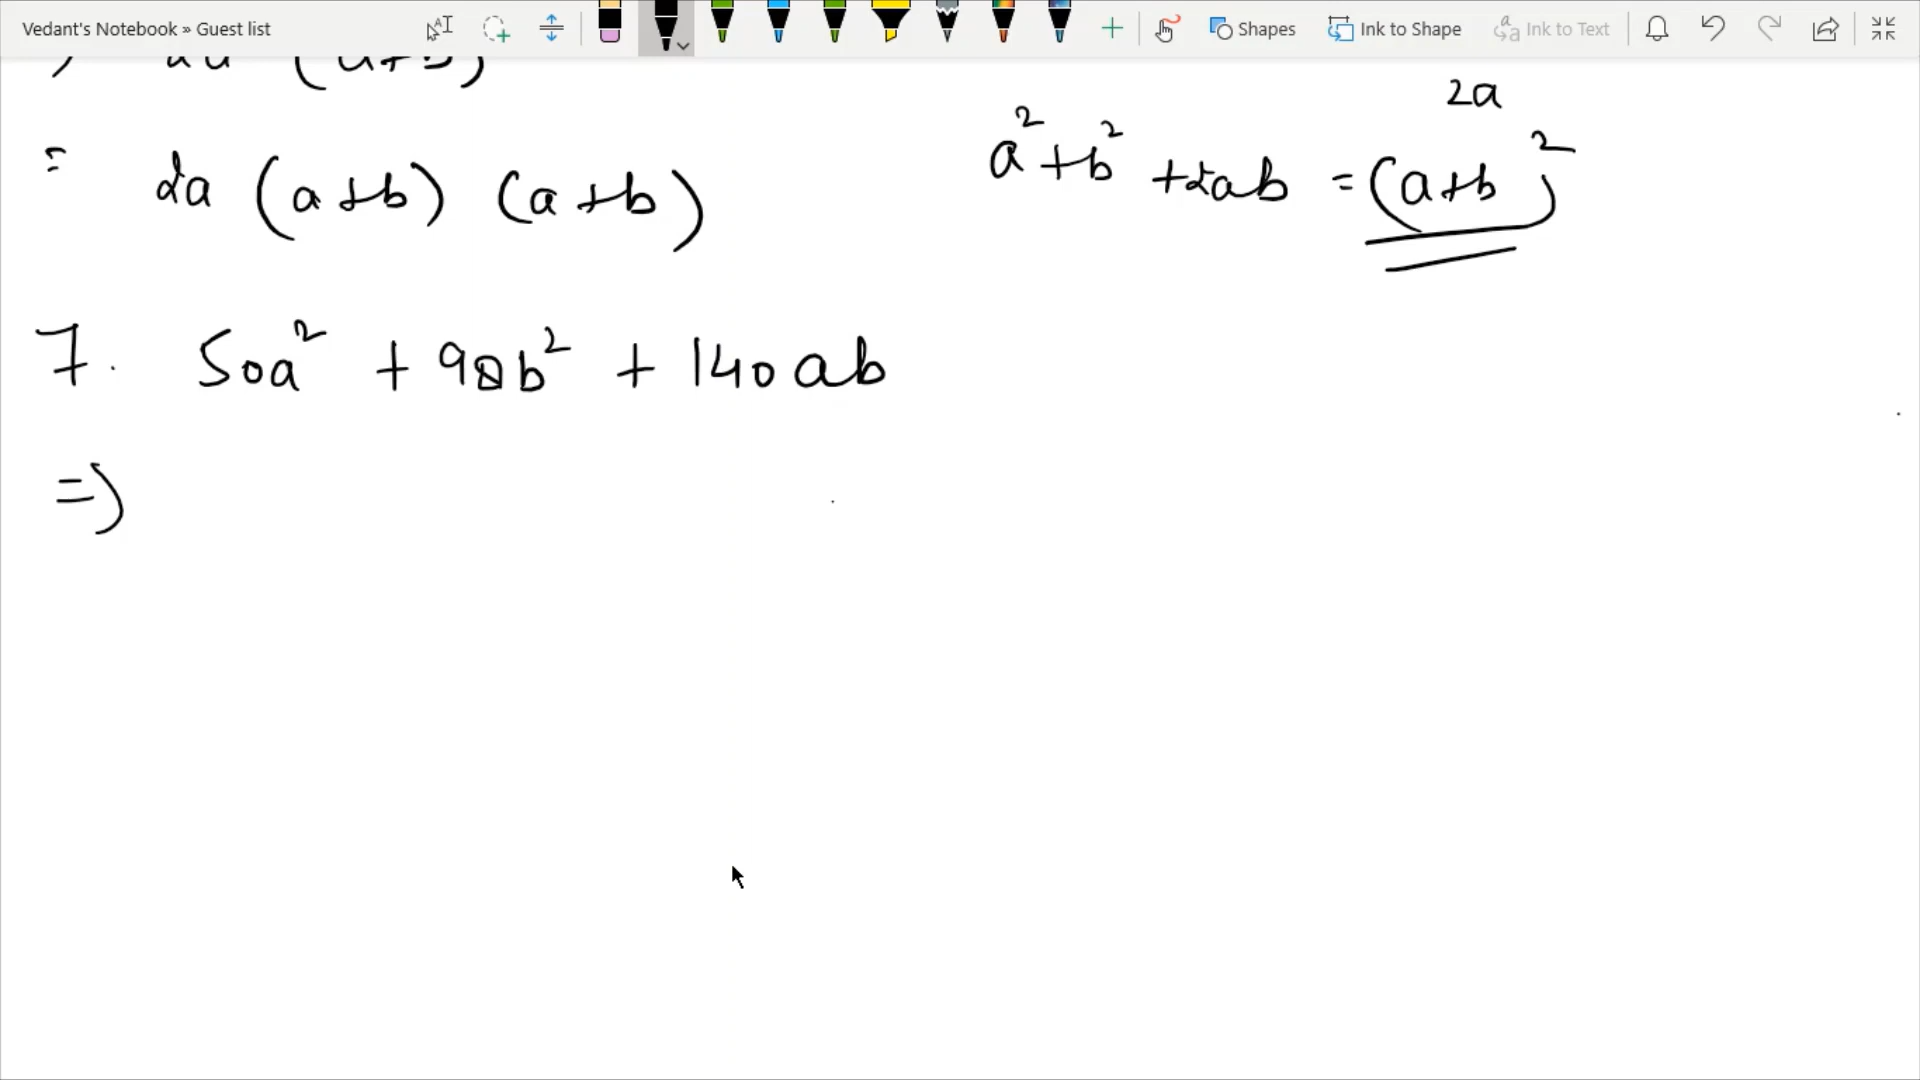 Vedant's Notebook » Guest list
Shapes
Ink to Shape
Ink to Text
(a+b)
2a
= 2a (a+b) (a+b)
a² + b² + 2ab = (a+b)²
7. 50a² + 98b² + 140ab
=>